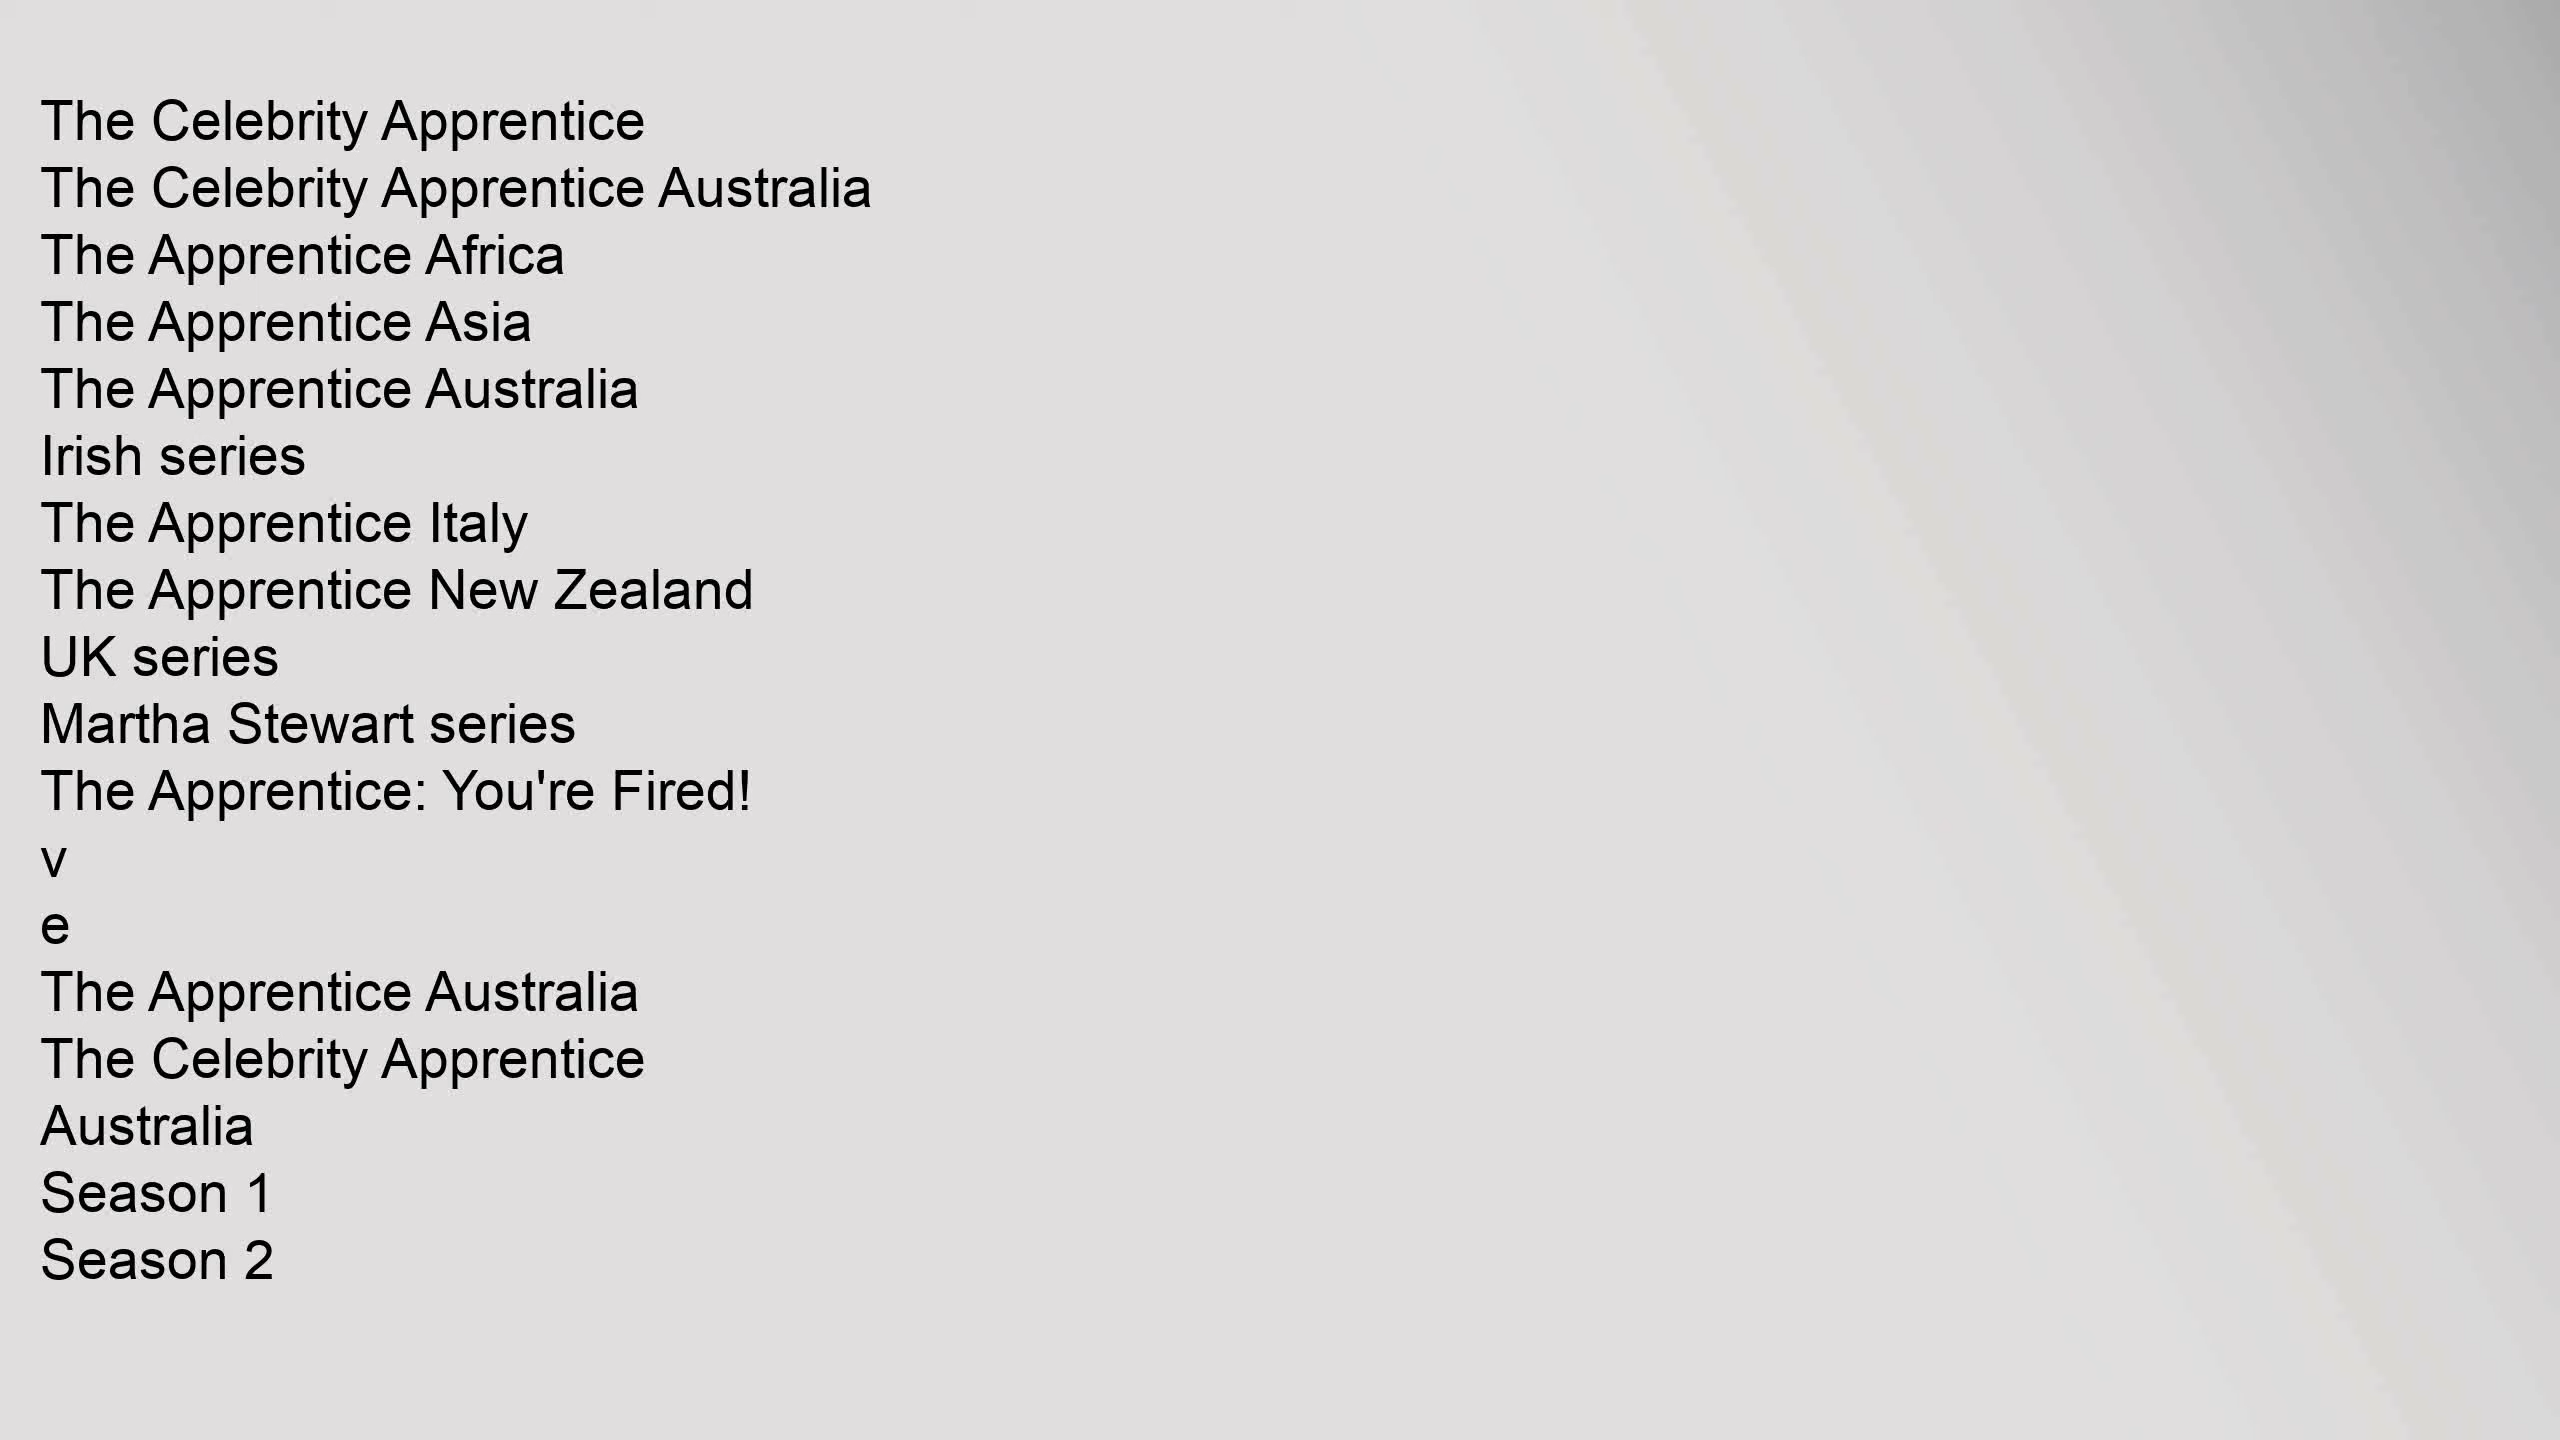 The Celebrity Apprentice
The Celebrity Apprentice Australia
The Apprentice Africa
The Apprentice Asia
The Apprentice Australia
Irish series
The Apprentice Italy
The Apprentice New Zealand
UK series
Martha Stewart series
The Apprentice: You're Fired!
v
e
The Apprentice Australia
The Celebrity Apprentice
Australia
Season 1
Season 2